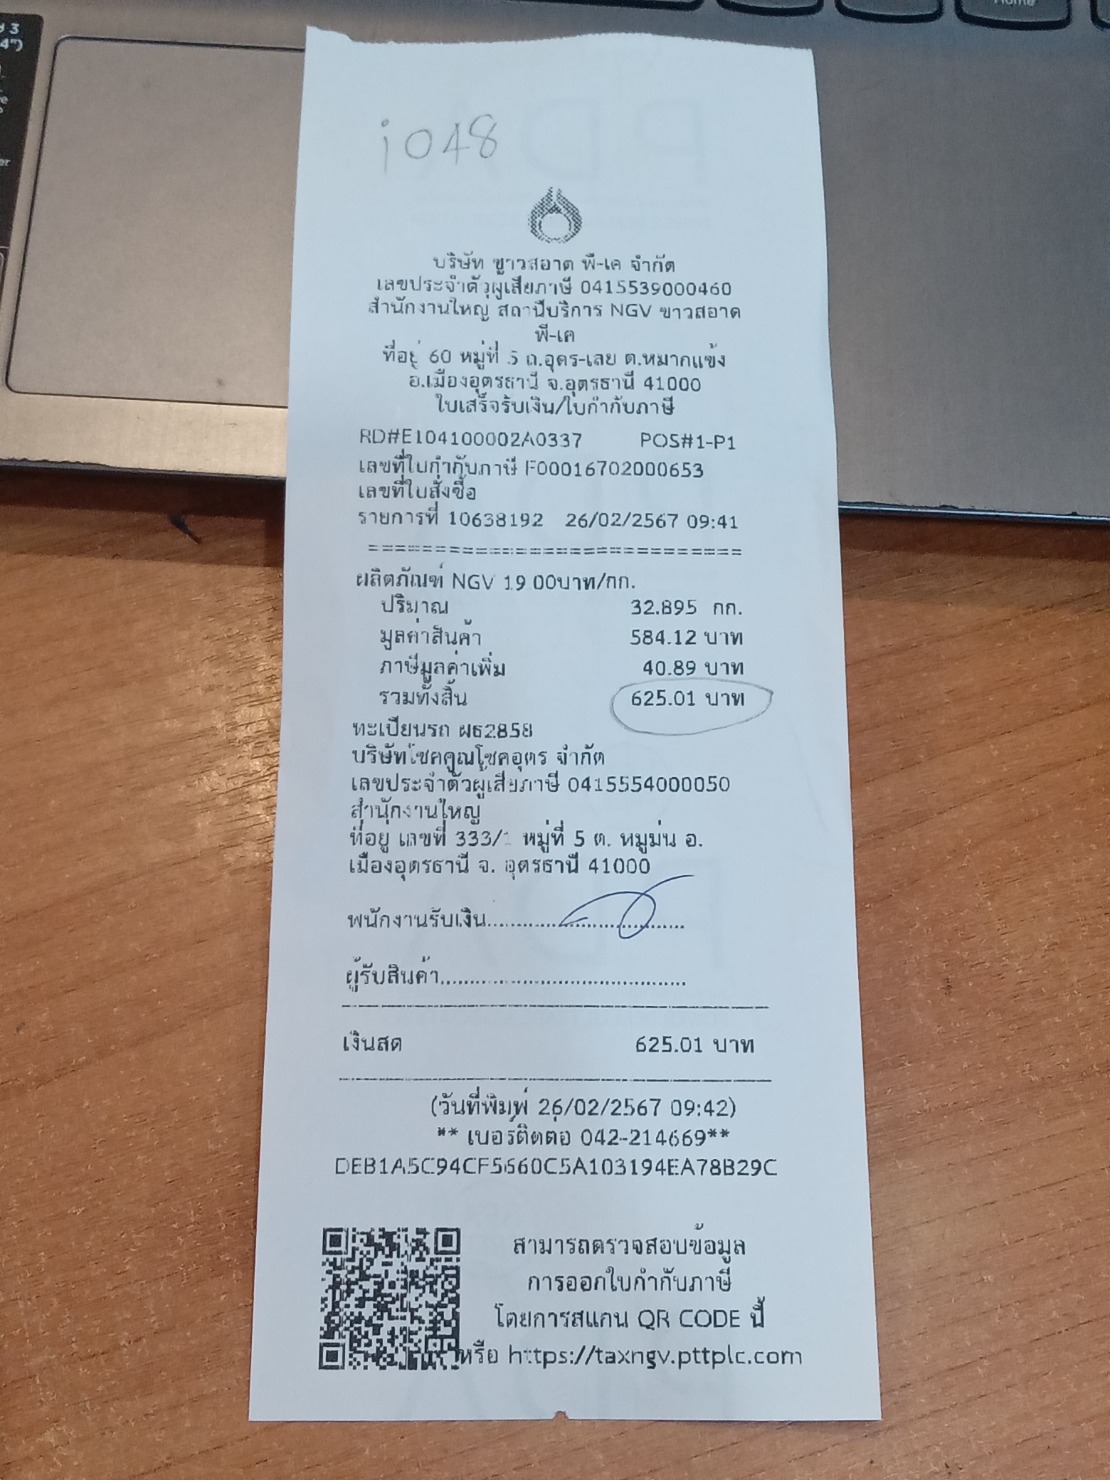 Home
i048
บริษัท ขาวสอาด พี-เค จำกัด
เลขประจำตัวผู้เสียภาษี 0415539000460
สำนักงานใหญ่ สถานีบริการ NGV ขาวสอาด
พี-เค
ที่อยู่ 60 หมู่ที่ 5 ถ.อุดร-เลย ต.หมากแข้ง
อ.เมืองอุดรธานี จ.อุดรธานี 41000
ใบเสร็จรับเงิน/ใบกำกับภาษี
RD#E104100002A0337 POS#1-P1
เลขที่ใบกำกับภาษี F00016702000653
เลขที่ใบสั่งซื้อ
รายการที่ 10638192 26/02/2567 09:41
============================
ผลิตภัณฑ์ NGV 19.00บาท/กก.
ปริมาณ 32.895 กก.
มูลค่าสินค้า 584.12 บาท
ภาษีมูลค่าเพิ่ม 40.89 บาท
รวมทั้งสิ้น 625.01 บาท
ทะเบียนรถ ผธ2858
บริษัทโชคคูณโชคอุดร จำกัด
เลขประจำตัวผู้เสียภาษี 0415554000050
สำนักงานใหญ่
ที่อยู่ เลขที่ 333/1 หมู่ที่ 5 ต. หมูม่น อ.
เมืองอุดรธานี จ. อุดรธานี 41000
พนักงานรับเงิน..............................
ผู้รับสินค้า.....................................
เงินสด 625.01 บาท
(วันที่พิมพ์ 26/02/2567 09:42)
** เบอร์ติดต่อ 042-214669**
DEB1A5C94CF5660C5A103194EA78B29C
สามารถตรวจสอบข้อมูล
การออกใบกำกับภาษี
โดยการสแกน QR CODE นี้
หรือ https://taxngv.pttplc.com